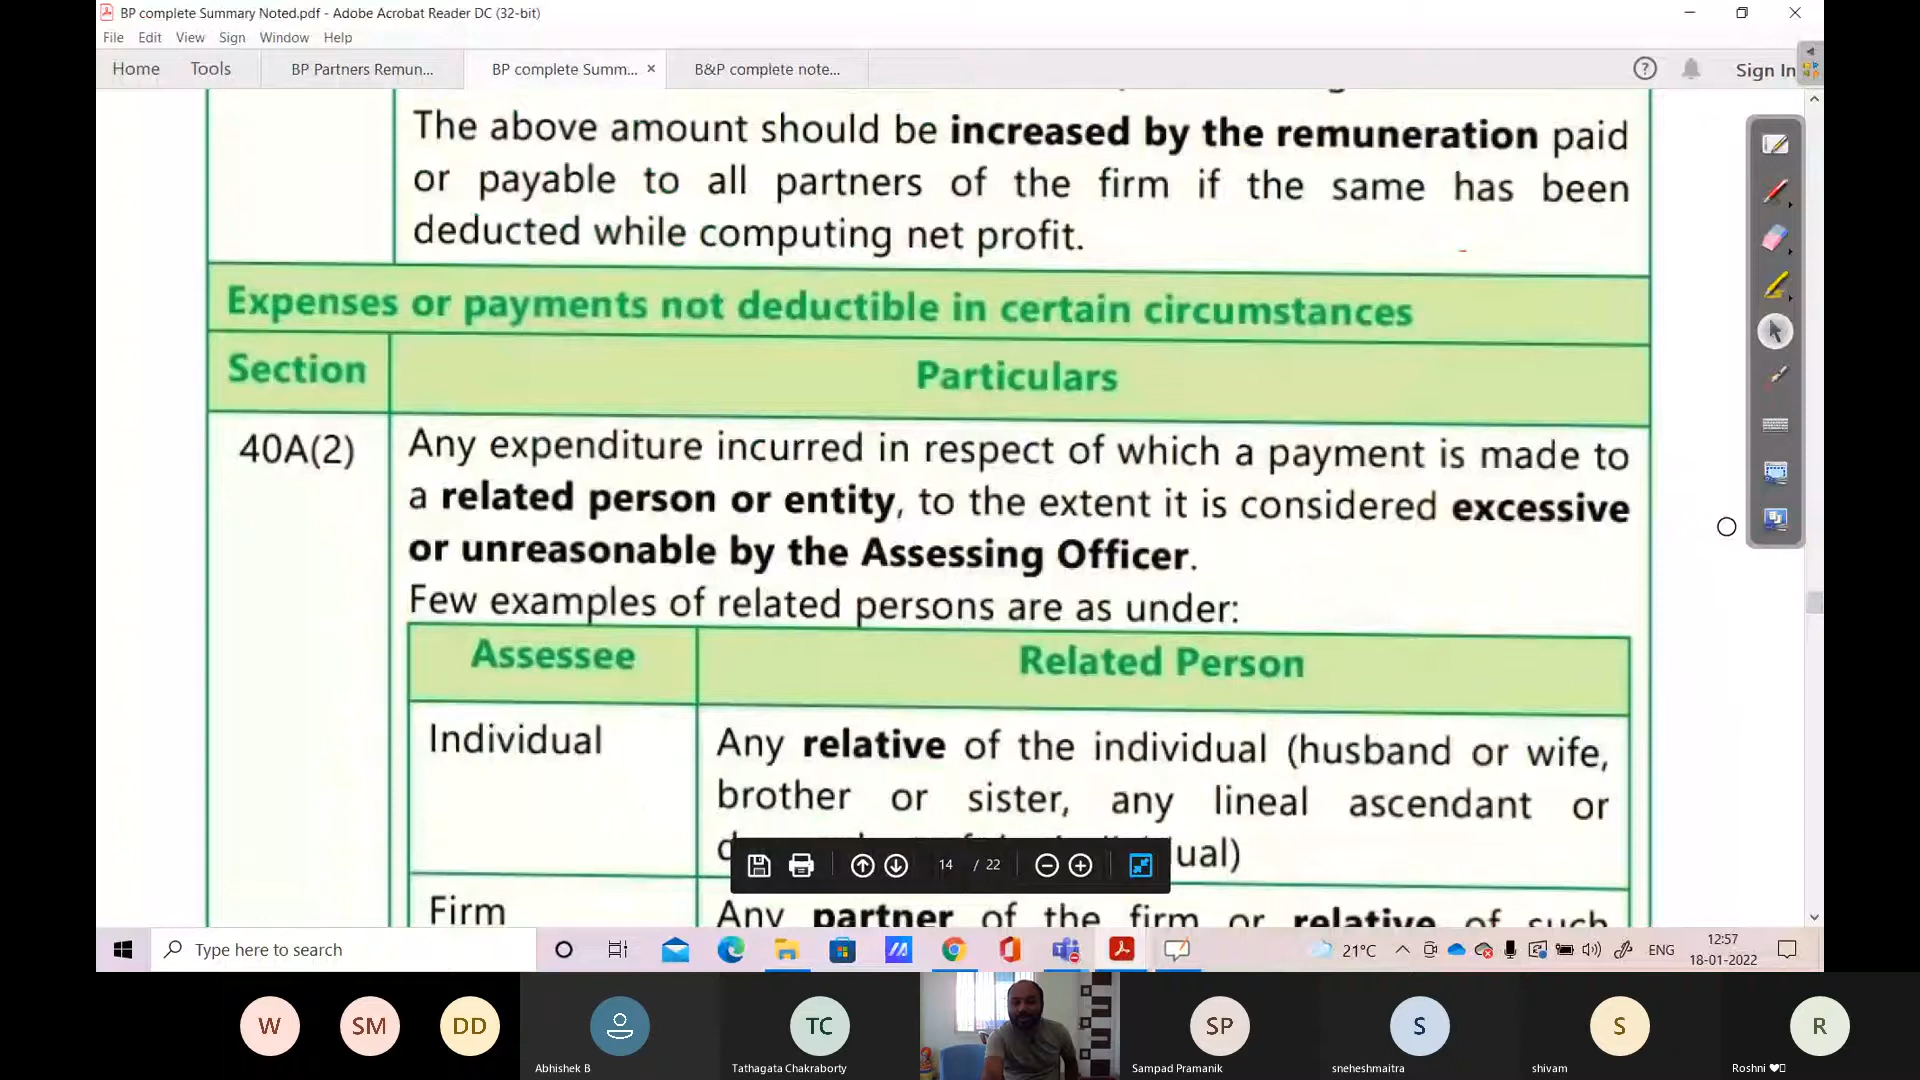 BP complete Summary Noted.pdf - Adobe Acrobat Reader DC (32-bit)
File Edit View Sign Window Help
Home Tools BP Partners Remun... BP complete Summ... × B&P complete note... Sign In
The above amount should be increased by the remuneration paid
or payable to all partners of the firm if the same has been
deducted while computing net profit.
Expenses or payments not deductible in certain circumstances
Section Particulars
40A(2)
Any expenditure incurred in respect of which a payment is made to
a related person or entity, to the extent it is considered excessive
or unreasonable by the Assessing Officer.
Few examples of related persons are as under:
Assessee Related Person
Individual
Any relative of the individual (husband or wife,
brother or sister, any lineal ascendant or
ual)
14 / 22
Firm
Any partner of the firm or relative of such
Type here to search
21°C
ENG
12:57
18-01-2022
W SM DD TC SP S S R
Abhishek B Tathagata Chakraborty Sampad Pramanik sneheshmaitra shivam Roshni ❤